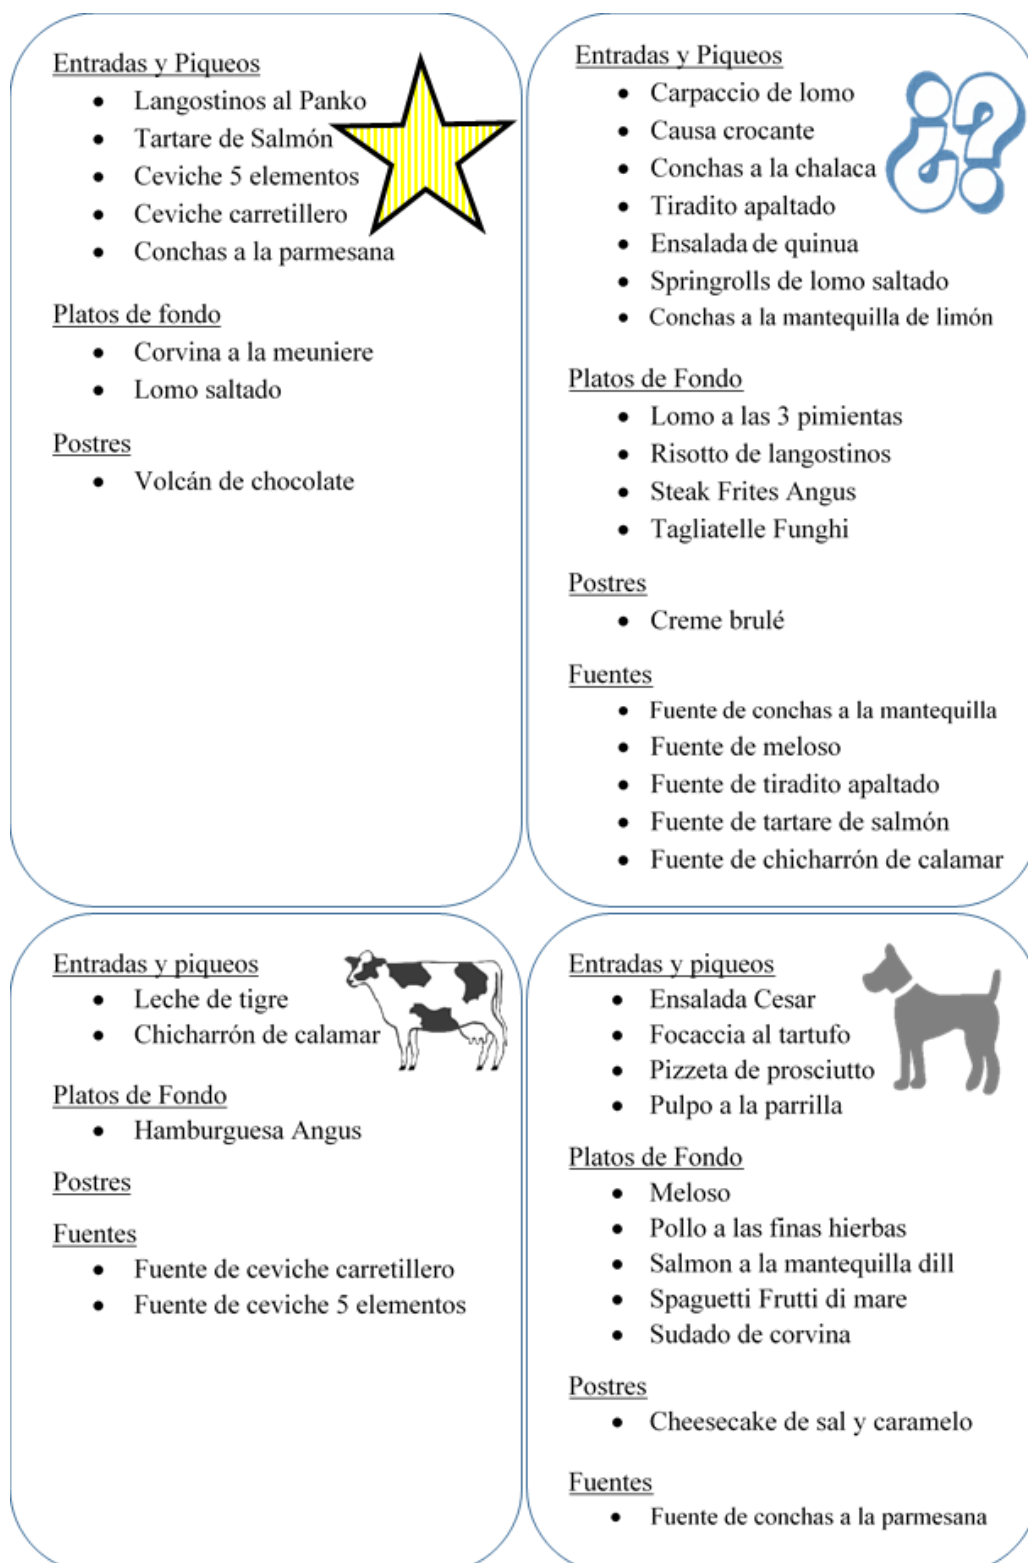 Entradas y Piqueos
• Langostinos al Panko
• Tartare de Salmón
• Ceviche 5 elementos
• Ceviche carretillero
• Conchas a la parmesana
Platos de fondo
• Corvina a la meuniere
• Lomo saltado
Postres
• Volcán de chocolate
Entradas y Piqueos
• Carpaccio de lomo
• Causa crocante
• Conchas a la chalaca
• Tiradito apaltado
• Ensalada de quinua
• Springrolls de lomo saltado
• Conchas a la mantequilla de limón
¿?
Platos de Fondo
• Lomo a las 3 pimientas
• Risotto de langostinos
• Steak Frites Angus
• Tagliatelle Funghi
Postres
• Creme brulé
Fuentes
• Fuente de conchas a la mantequilla
• Fuente de meloso
• Fuente de tiradito apaltado
• Fuente de tartare de salmón
• Fuente de chicharrón de calamar
Entradas y piqueos
• Leche de tigre
• Chicharrón de calamar
Platos de Fondo
• Hamburguesa Angus
Postres
Fuentes
• Fuente de ceviche carretillero
• Fuente de ceviche 5 elementos
Entradas y piqueos
• Ensalada Cesar
• Focaccia al tartufo
• Pizzeta de prosciutto
• Pulpo a la parrilla
Platos de Fondo
• Meloso
• Pollo a las finas hierbas
• Salmon a la mantequilla dill
• Spaguetti Frutti di mare
• Sudado de corvina
Postres
• Cheesecake de sal y caramelo
Fuentes
• Fuente de conchas a la parmesana